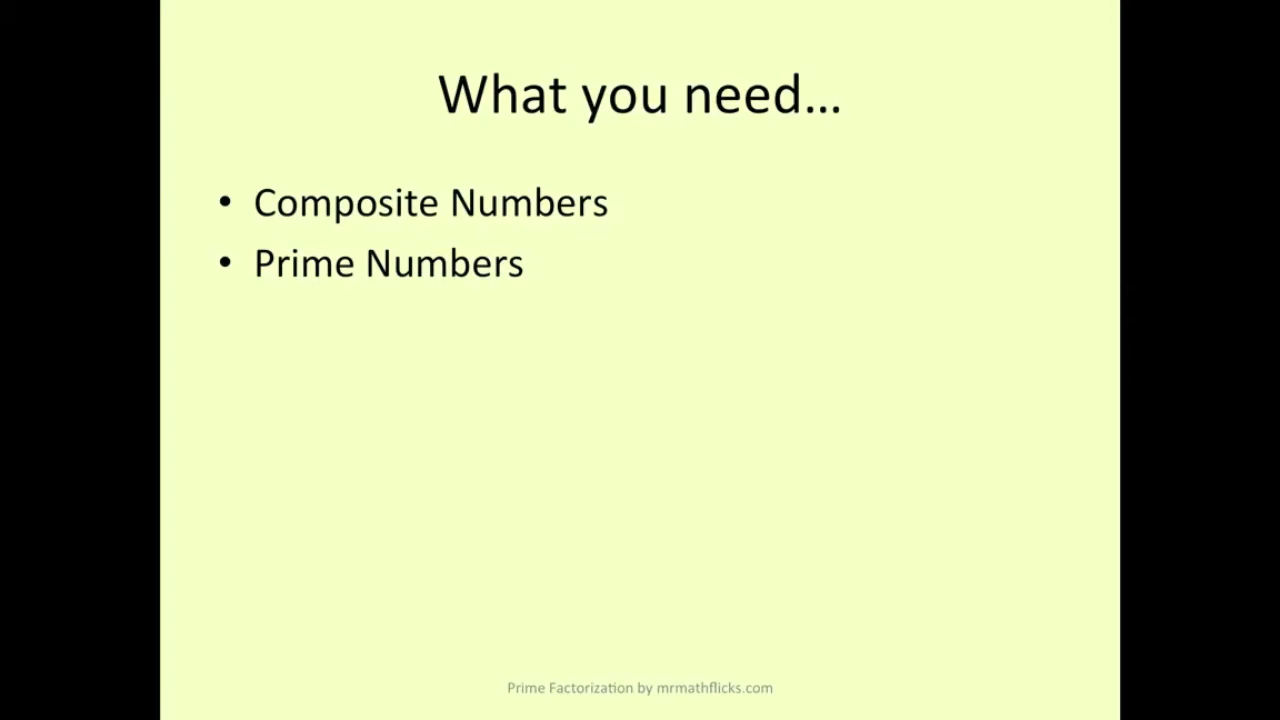 What you need…
• Composite Numbers
• Prime Numbers
Prime Factorization by mrmathflicks.com